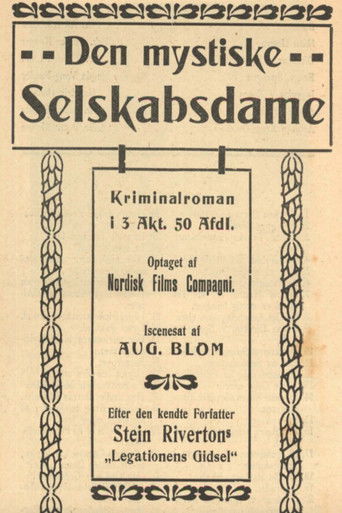 Den mystiske
Selskabsdame
Kriminalroman
i 3 Akt. 50 Afdl.
Optaget af
Nordisk Films Compagni.
Iscenesat af
AUG. BLOM
Efter den kendte Forfatter
Stein Rivertons
„Legationens Gidsel“